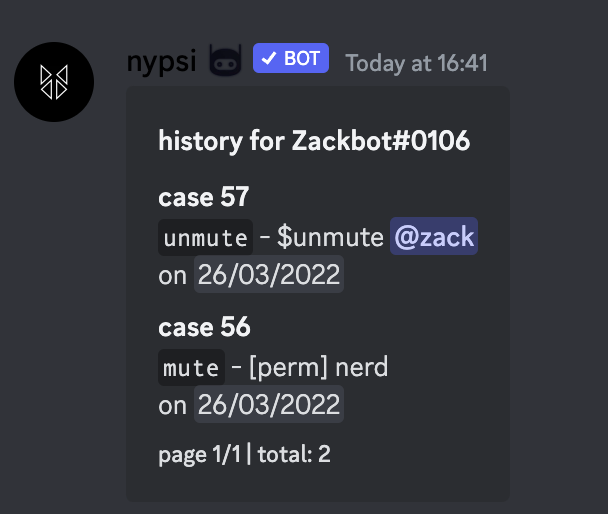 nypsi ✓ BOT Today at 16:41
history for Zackbot#0106
case 57
unmute - $unmute @zack
on 26/03/2022
case 56
mute - [perm] nerd
on 26/03/2022
page 1/1 | total: 2